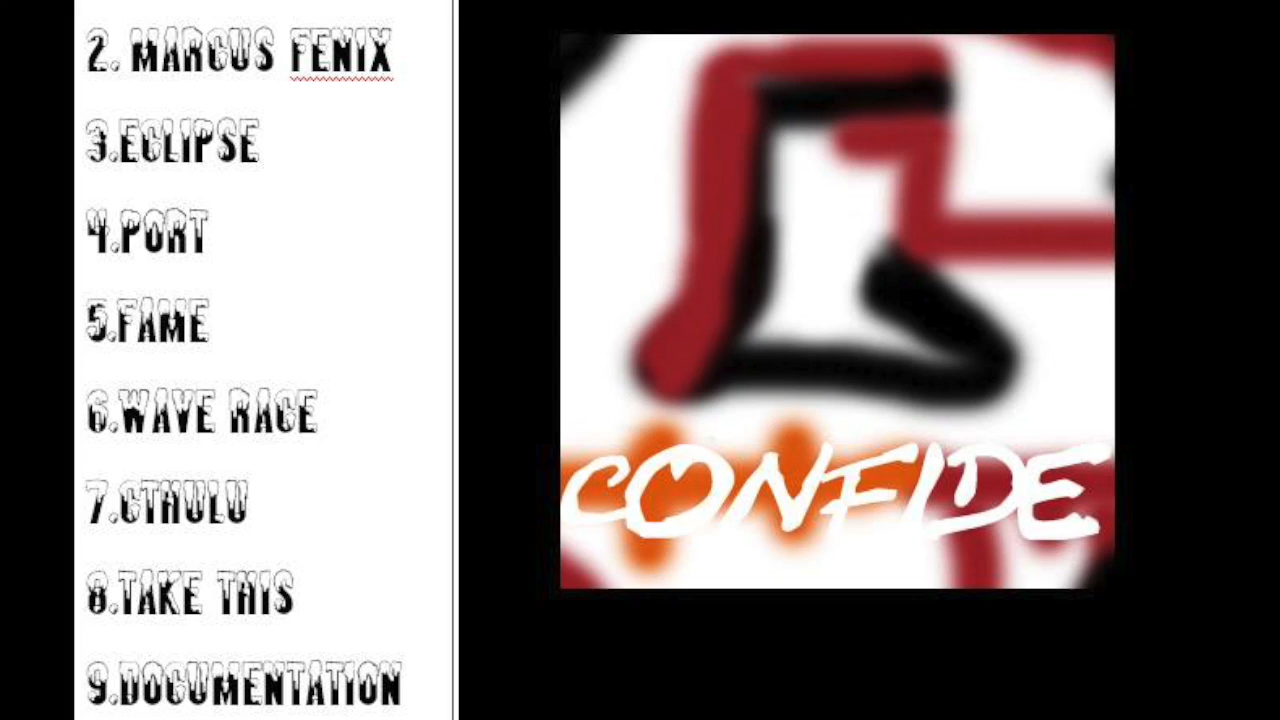 2. MARCUS FENIX
3.ECLIPSE
4.PORT
5.FAME
6.WAVE RACE
7.CTHULU
8.TAKE THIS
9.DOCUMENTATION
CONFIDE